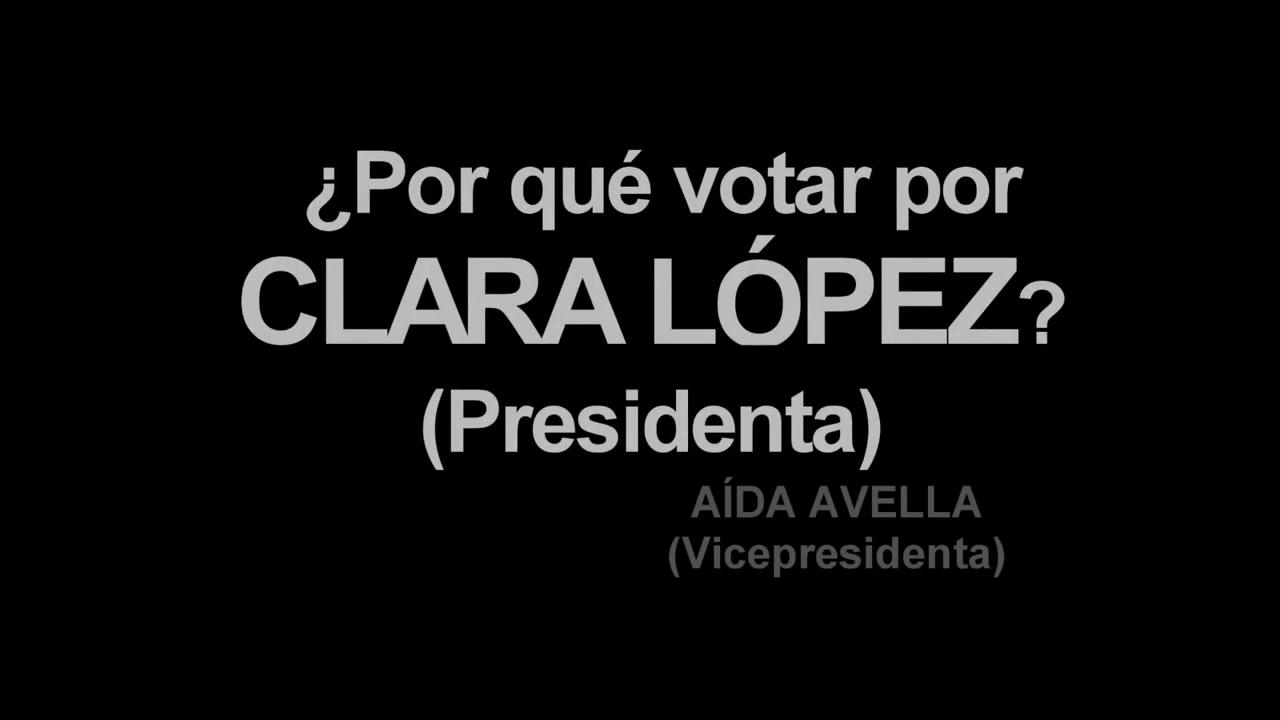 ¿Por qué votar por
CLARA LÓPEZ?
(Presidenta)
AÍDA AVELLA
(Vicepresidenta)